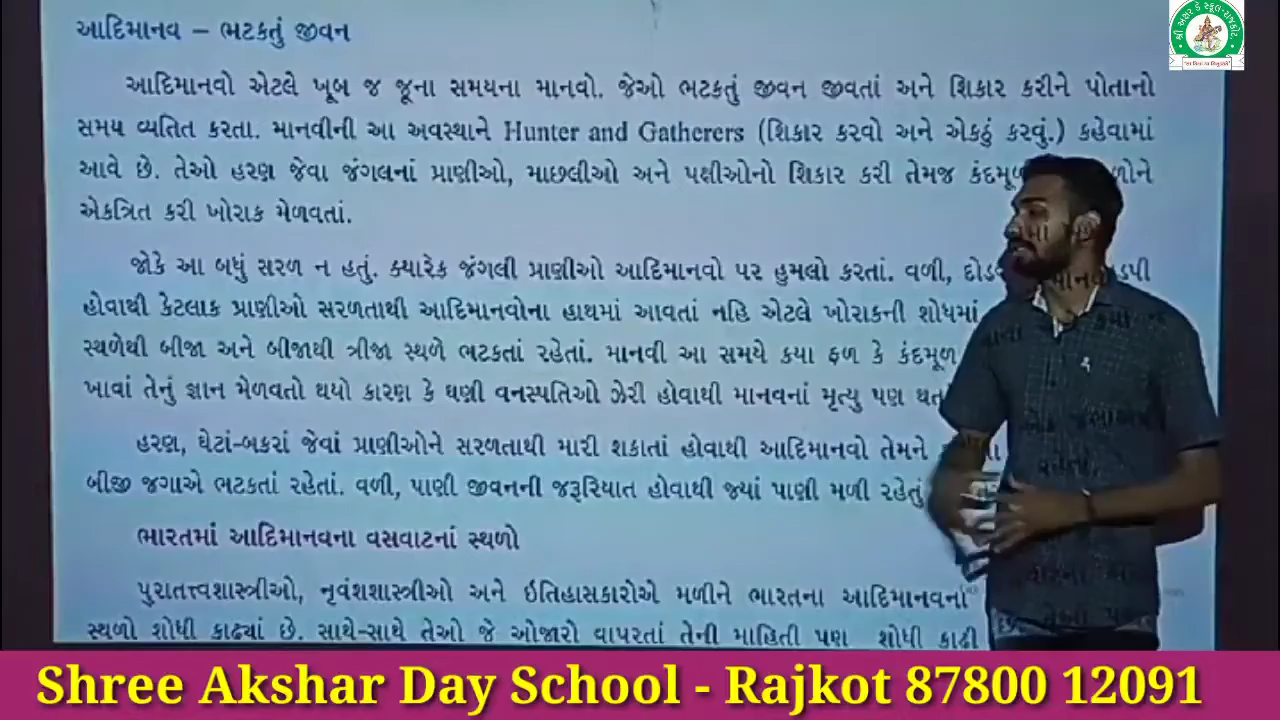 આદિમાનવ – ભટકતું જીવન
આદિમાનવો એટલે ખૂબ જ જૂના સમયના માનવો. જેઓ ભટકતું જીવન જીવતાં અને શિકાર કરીને પોતાનો
સમય વ્યતિત કરતા. માનવીની આ અવસ્થાને Hunter and Gatherers (શિકાર કરવો અને એકઠું કરવું.) કહેવામાં
આવે છે. તેઓ હરણ જેવા જંગલનાં પ્રાણીઓ, માછલીઓ અને પક્ષીઓનો શિકાર કરી તેમજ
એકત્રિત કરી ખોરાક મેળવતાં.
જોકે આ બધું સરળ ન હતું. ક્યારેક જંગલી પ્રાણીઓ આદિમાનવો પર હુમલો કરતાં. વળી,
હોવાથી કેટલાક પ્રાણીઓ સરળતાથી આદિમાનવોના હાથમાં આવતાં નહિ એટલે ખોરાકની શોધમાં
સ્થળેથી બીજા અને બીજાથી ત્રીજા સ્થળે ભટકતાં રહેતાં. માનવી આ સમયે કયા ફળ કે કંદમૂળ
ખાવાં તેનું જ્ઞાન મેળવતો થયો કારણ કે ઘણી વનસ્પતિઓ ઝેરી હોવાથી માનવનાં મૃત્યુ પણ
હરણ, ઘેટાં-બકરાં જેવાં પ્રાણીઓને સરળતાથી મારી શકાતાં હોવાથી આદિમાનવો તેમને
બીજી જગાએ ભટકતાં રહેતાં. વળી, પાણી જીવનની જરૂરિયાત હોવાથી જ્યાં પાણી મળી રહેતું
ભારતમાં આદિમાનવના વસવાટનાં સ્થળો
પુરાતત્ત્વશાસ્ત્રીઓ, નૃવંશશાસ્ત્રીઓ અને ઇતિહાસકારોએ મળીને ભારતના આદિમાનવનાં
સ્થળો શોધી કાઢ્યાં છે. સાથે-સાથે તેઓ જે ઓજારો વાપરતાં તેની માહિતી પણ શોધી કાઢી
Shree Akshar Day School - Rajkot 87800 12091